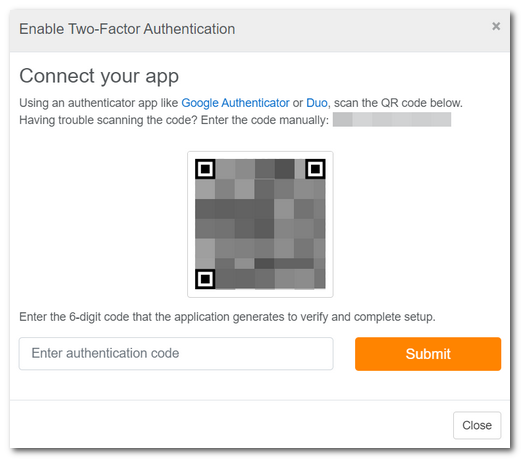 Enable Two-Factor Authentication ×
Connect your app
Using an authenticator app like Google Authenticator or Duo, scan the QR code below.
Having trouble scanning the code? Enter the code manually:
Enter the 6-digit code that the application generates to verify and complete setup.
Enter authentication code
Submit
Close